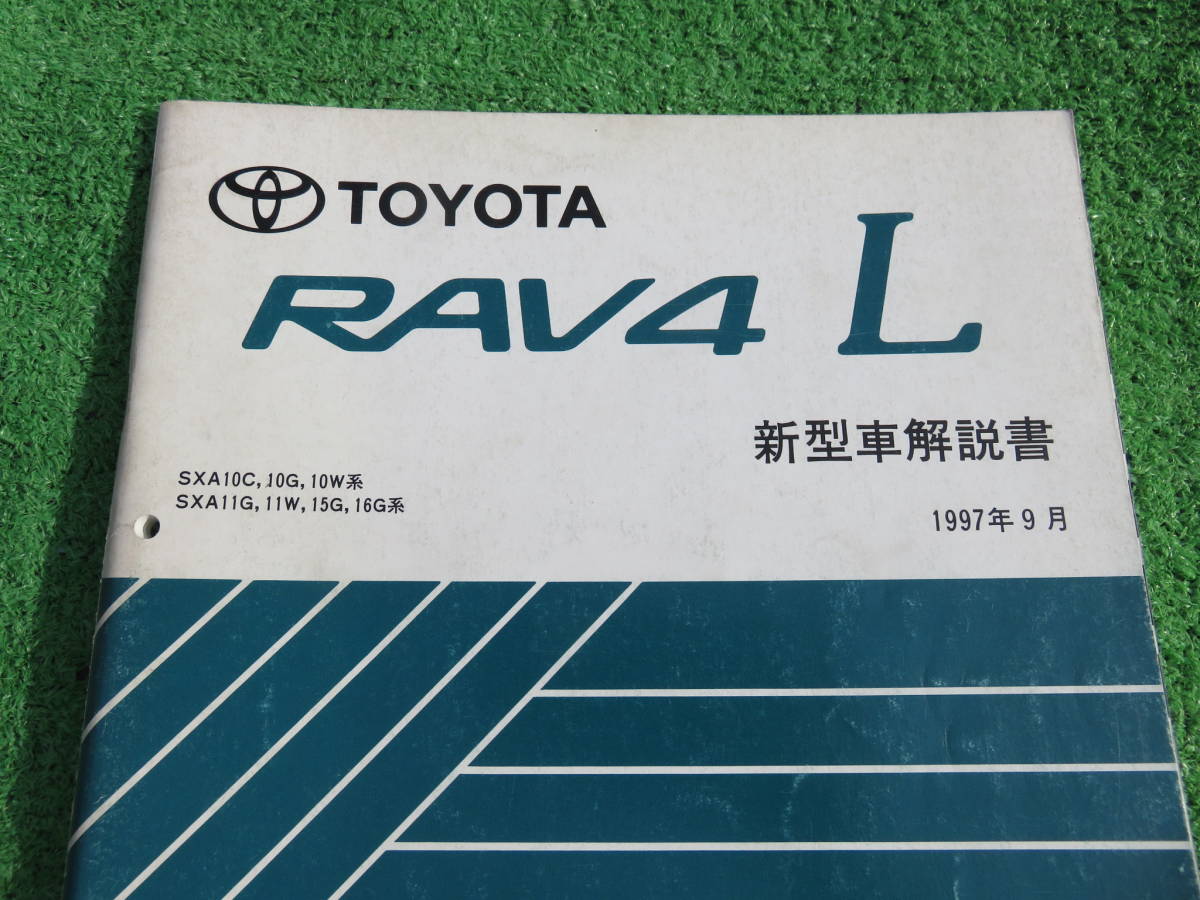 TOYOTA
RAV4 L
新型車解説書
SXA10C, 10G, 10W系
SXA11G, 11W, 15G, 16G系
1997年9月